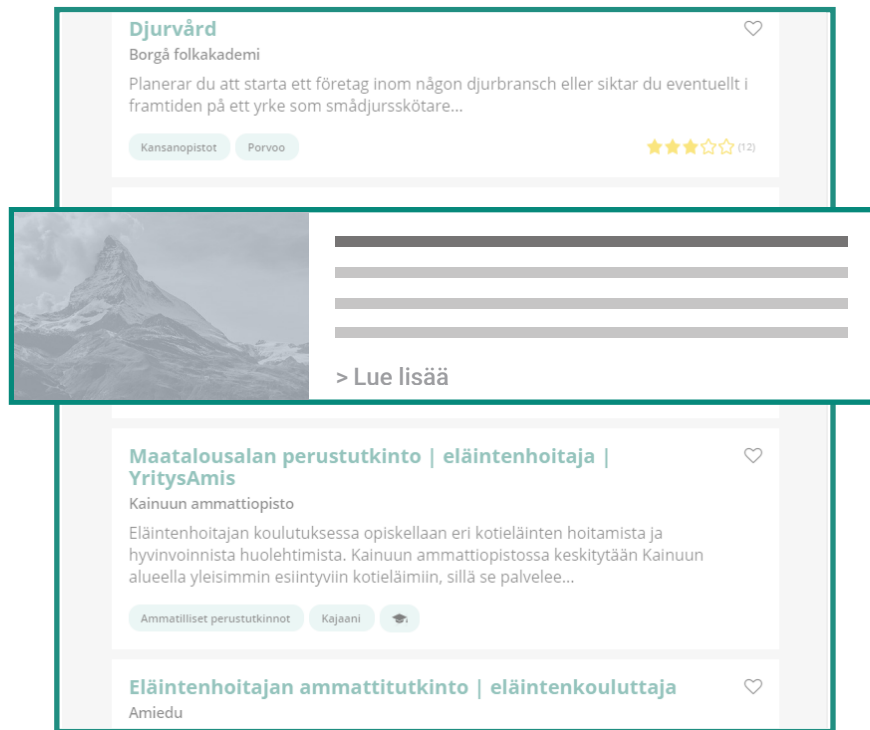 Djurvård
Borgå folkakademi
Planerar du att starta ett företag inom någon djurbransch eller siktar du eventuellt i
framtiden på ett yrke som smådjursskötare...
Kansanopistot Porvoo (12)
> Lue lisää
Maatalousalan perustutkinto | eläintenhoitaja |
YritysAmis
Kainuun ammattiopisto
Eläintenhoitajan koulutuksessa opiskellaan eri kotieläinten hoitamista ja
hyvinvoinnista huolehtimista. Kainuun ammattiopistossa keskitytään Kainuun
alueella yleisimmin esiintyviin kotieläimiin, sillä se palvelee...
Ammatilliset perustutkinnot Kajaani
Eläintenhoitajan ammattitutkinto | eläintenkouluttaja
Amiedu